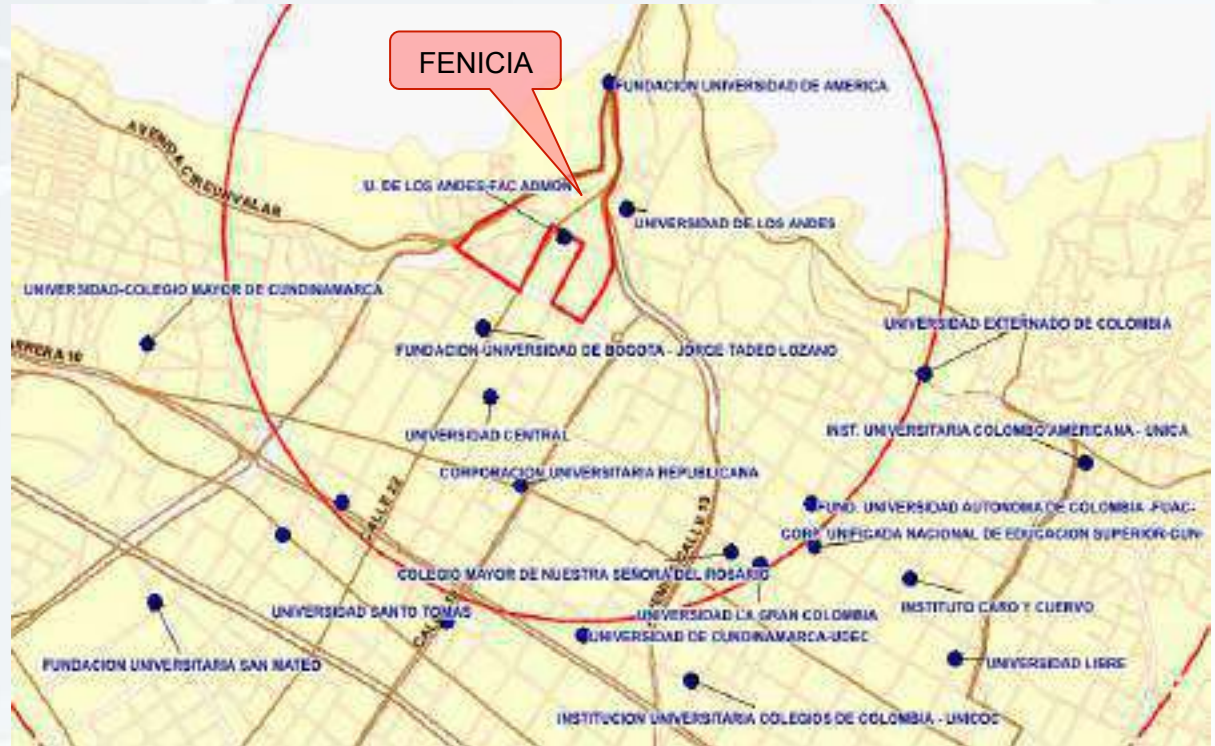 FENICIA
FUNDACION UNIVERSIDAD DE AMERICA
AVENIDA CIRCUNVALAR
U. DE LOS ANDES-FAC ADMON
UNIVERSIDAD DE LOS ANDES
UNIVERSIDAD-COLEGIO MAYOR DE CUNDINAMARCA
UNIVERSIDAD EXTERNADO DE COLOMBIA
FUNDACION UNIVERSIDAD DE BOGOTA - JORGE TADEO LOZANO
UNIVERSIDAD CENTRAL
INST. UNIVERSITARIA COLOMBO AMERICANA - UNICA
CORPORACION UNIVERSITARIA REPUBLICANA
CALLE 22
CALLE 13
FUND. UNIVERSIDAD AUTONOMA DE COLOMBIA -FUAC-
CORP. UNIFICADA NACIONAL DE EDUCACION SUPERIOR-CUN-
COLEGIO MAYOR DE NUESTRA SEÑORA DEL ROSARIO
UNIVERSIDAD SANTO TOMAS
UNIVERSIDAD LA GRAN COLOMBIA
INSTITUTO CARO Y CUERVO
UNIVERSIDAD DE CUNDINAMARCA-UDEC
FUNDACION UNIVERSITARIA SAN MATEO
UNIVERSIDAD LIBRE
INSTITUCION UNIVERSITARIA COLEGIOS DE COLOMBIA - UNICOC